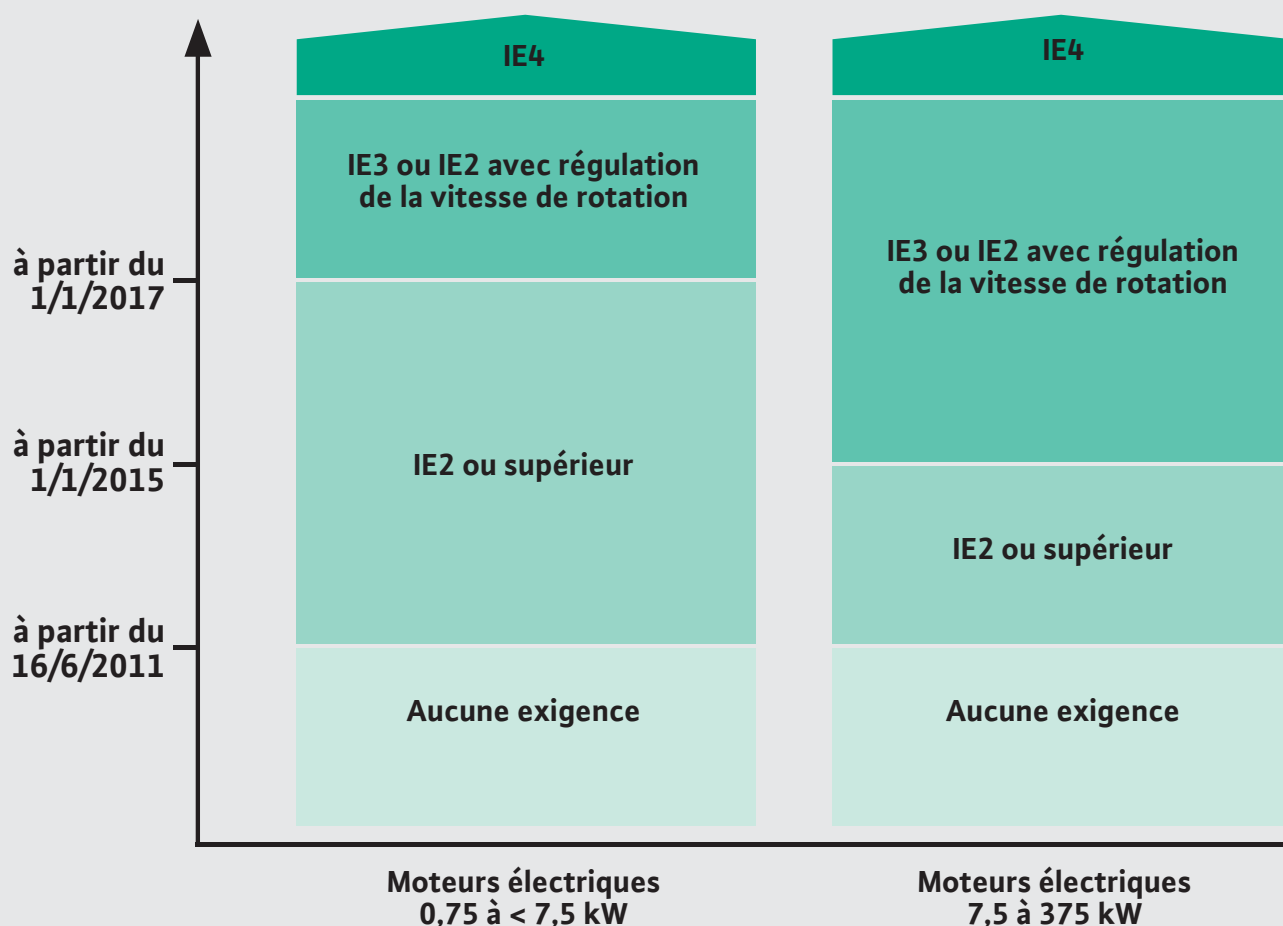 IE4
IE4
IE3 ou IE2 avec régulation
de la vitesse de rotation
IE3 ou IE2 avec régulation
de la vitesse de rotation
à partir du
1/1/2017
à partir du
1/1/2015
IE2 ou supérieur
IE2 ou supérieur
à partir du
16/6/2011
Aucune exigence
Aucune exigence
Moteurs électriques
0,75 à < 7,5 kW
Moteurs électriques
7,5 à 375 kW